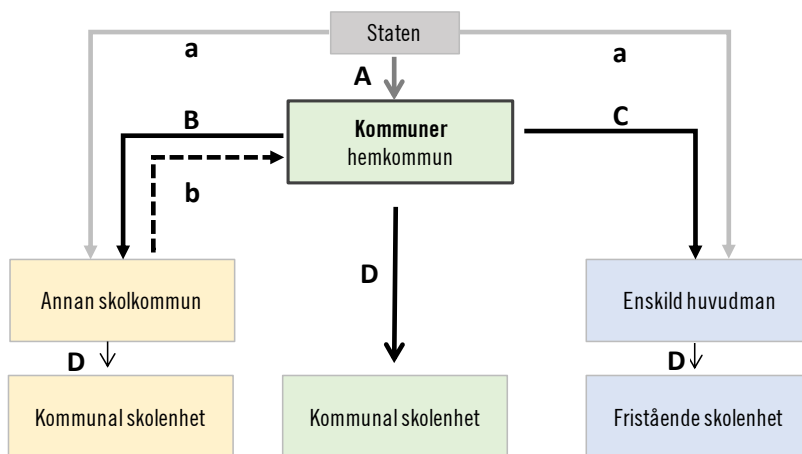 Staten
a
a
A
B
Kommuner
hemkommun
C
b
D
Annan skolkommun
Enskild huvudman
D
D
Kommunal skolenhet
Kommunal skolenhet
Fristående skolenhet